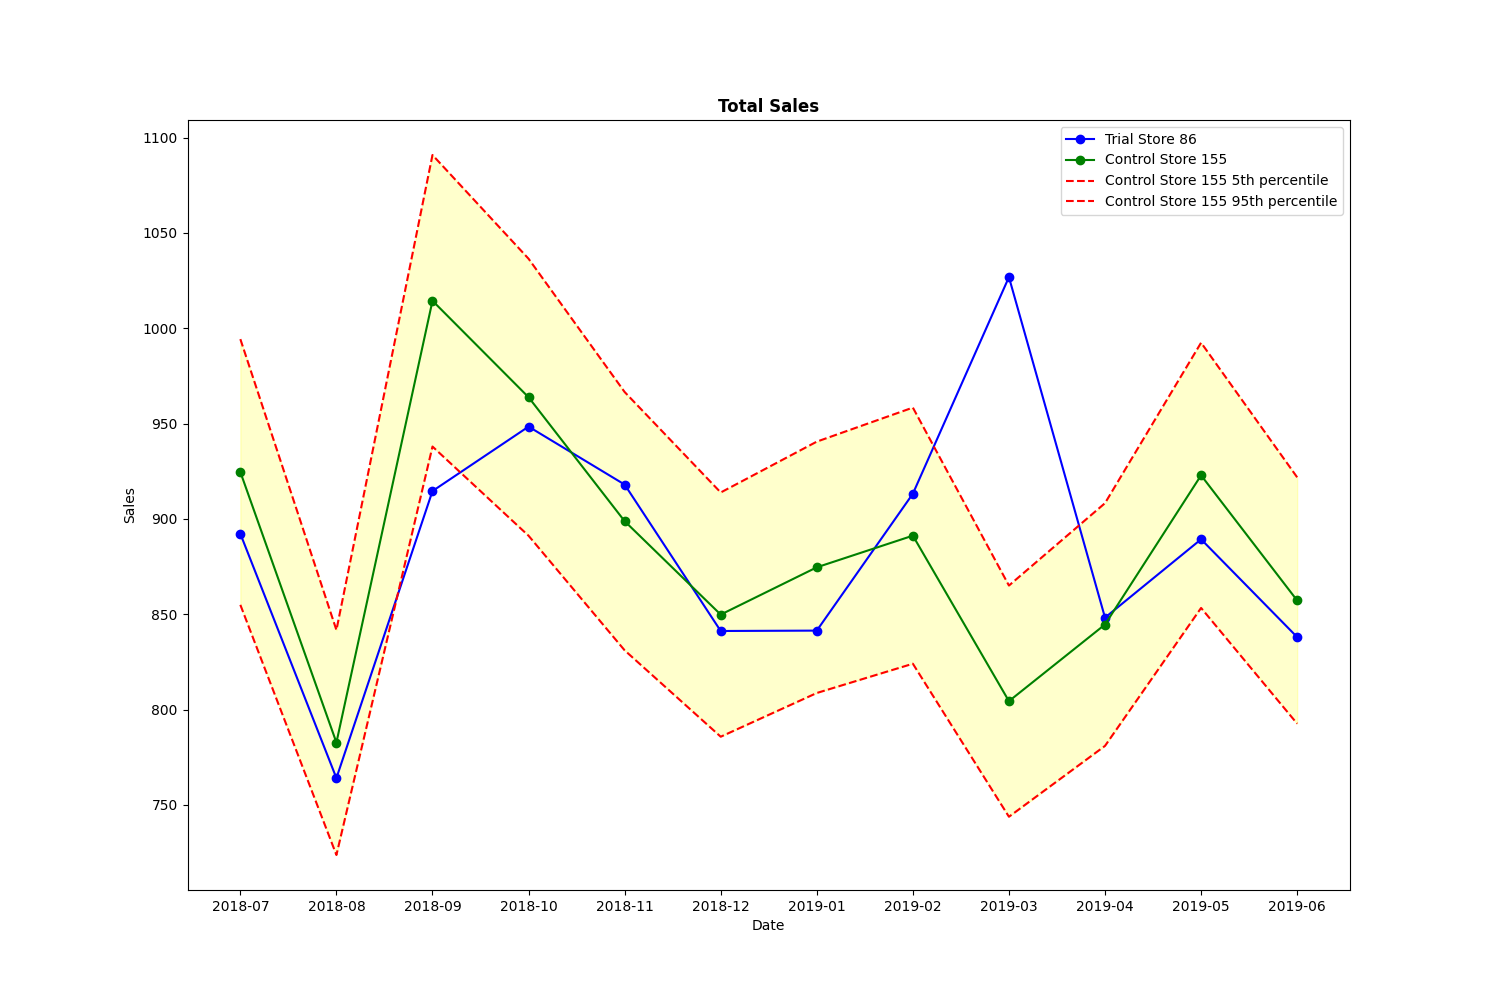 Total Sales
Trial Store 86
Control Store 155
Control Store 155 5th percentile
Control Store 155 95th percentile
1100
1050
1000
950
900
850
800
750
Sales
2018-07 2018-08 2018-09 2018-10 2018-11 2018-12 2019-01 2019-02 2019-03 2019-04 2019-05 2019-06
Date